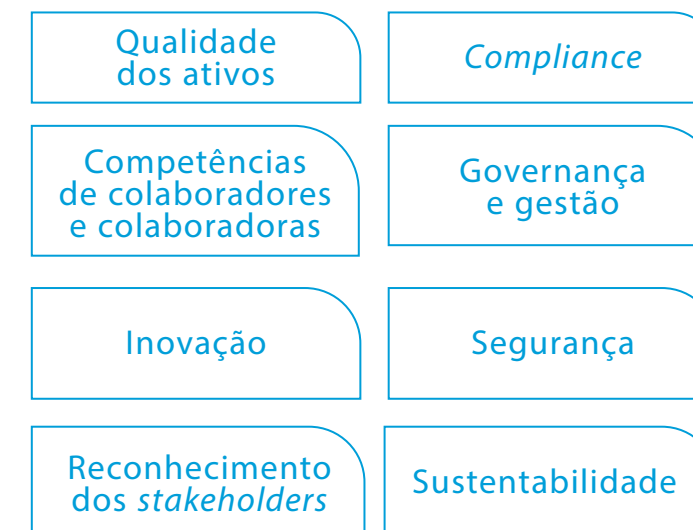 Qualidade
dos ativos
Compliance
Competências
de colaboradores
e colaboradoras
Governança
e gestão
Inovação
Segurança
Reconhecimento
dos stakeholders
Sustentabilidade